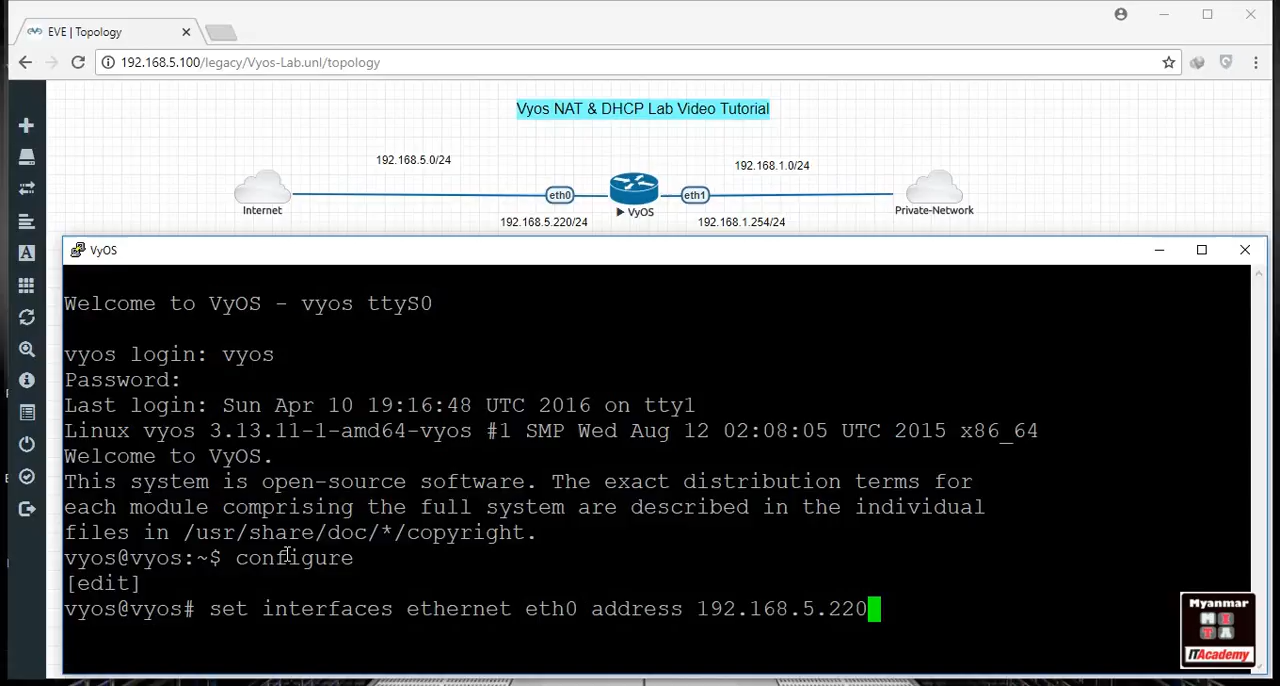 EVE | Topology
192.168.5.100/legacy/Vyos-Lab.unl/topology
Vyos NAT & DHCP Lab Video Tutorial
192.168.5.0/24
192.168.1.0/24
eth0
eth1
Internet
VyOS
Private-Network
192.168.5.220/24
192.168.1.254/24
VyOS
Welcome to VyOS - vyos ttyS0
vyos login: vyos
Password:
Last login: Sun Apr 10 19:16:48 UTC 2016 on tty1
Linux vyos 3.13.11-1-amd64-vyos #1 SMP Wed Aug 12 02:08:05 UTC 2015 x86_64
Welcome to VyOS.
This system is open-source software. The exact distribution terms for
each module comprising the full system are described in the individual
files in /usr/share/doc/*/copyright.
vyos@vyos:~$ configure
[edit]
vyos@vyos# set interfaces ethernet eth0 address 192.168.5.220
Myanmar
M I
T A
ITAcademy